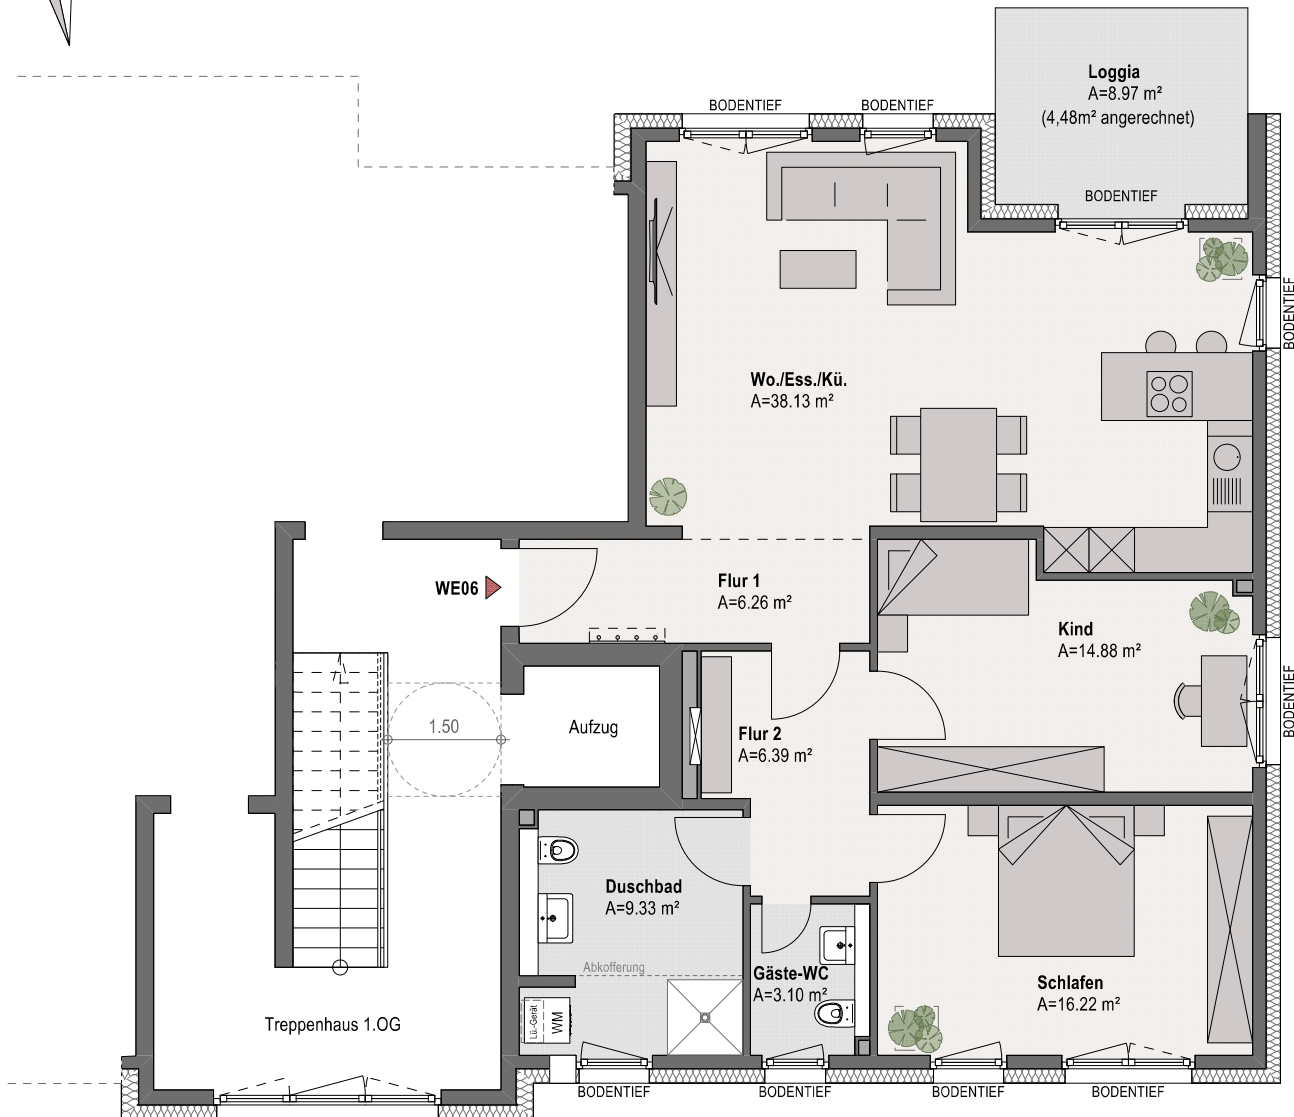 Loggia
A=8.97 m²
(4,48m² angerechnet)
BODENTIEF
BODENTIEF
BODENTIEF
BODENTIEF
Wo./Ess./Kü.
A=38.13 m²
WE06
Flur 1
A=6.26 m²
Kind
A=14.88 m²
BODENTIEF
1.50
Aufzug
Flur 2
A=6.39 m²
Duschbad
A=9.33 m²
Abkofferung
Gäste-WC
A=3.10 m²
Schlafen
A=16.22 m²
Lü.-Gerät
WM
Treppenhaus 1.OG
BODENTIEF
BODENTIEF
BODENTIEF
BODENTIEF